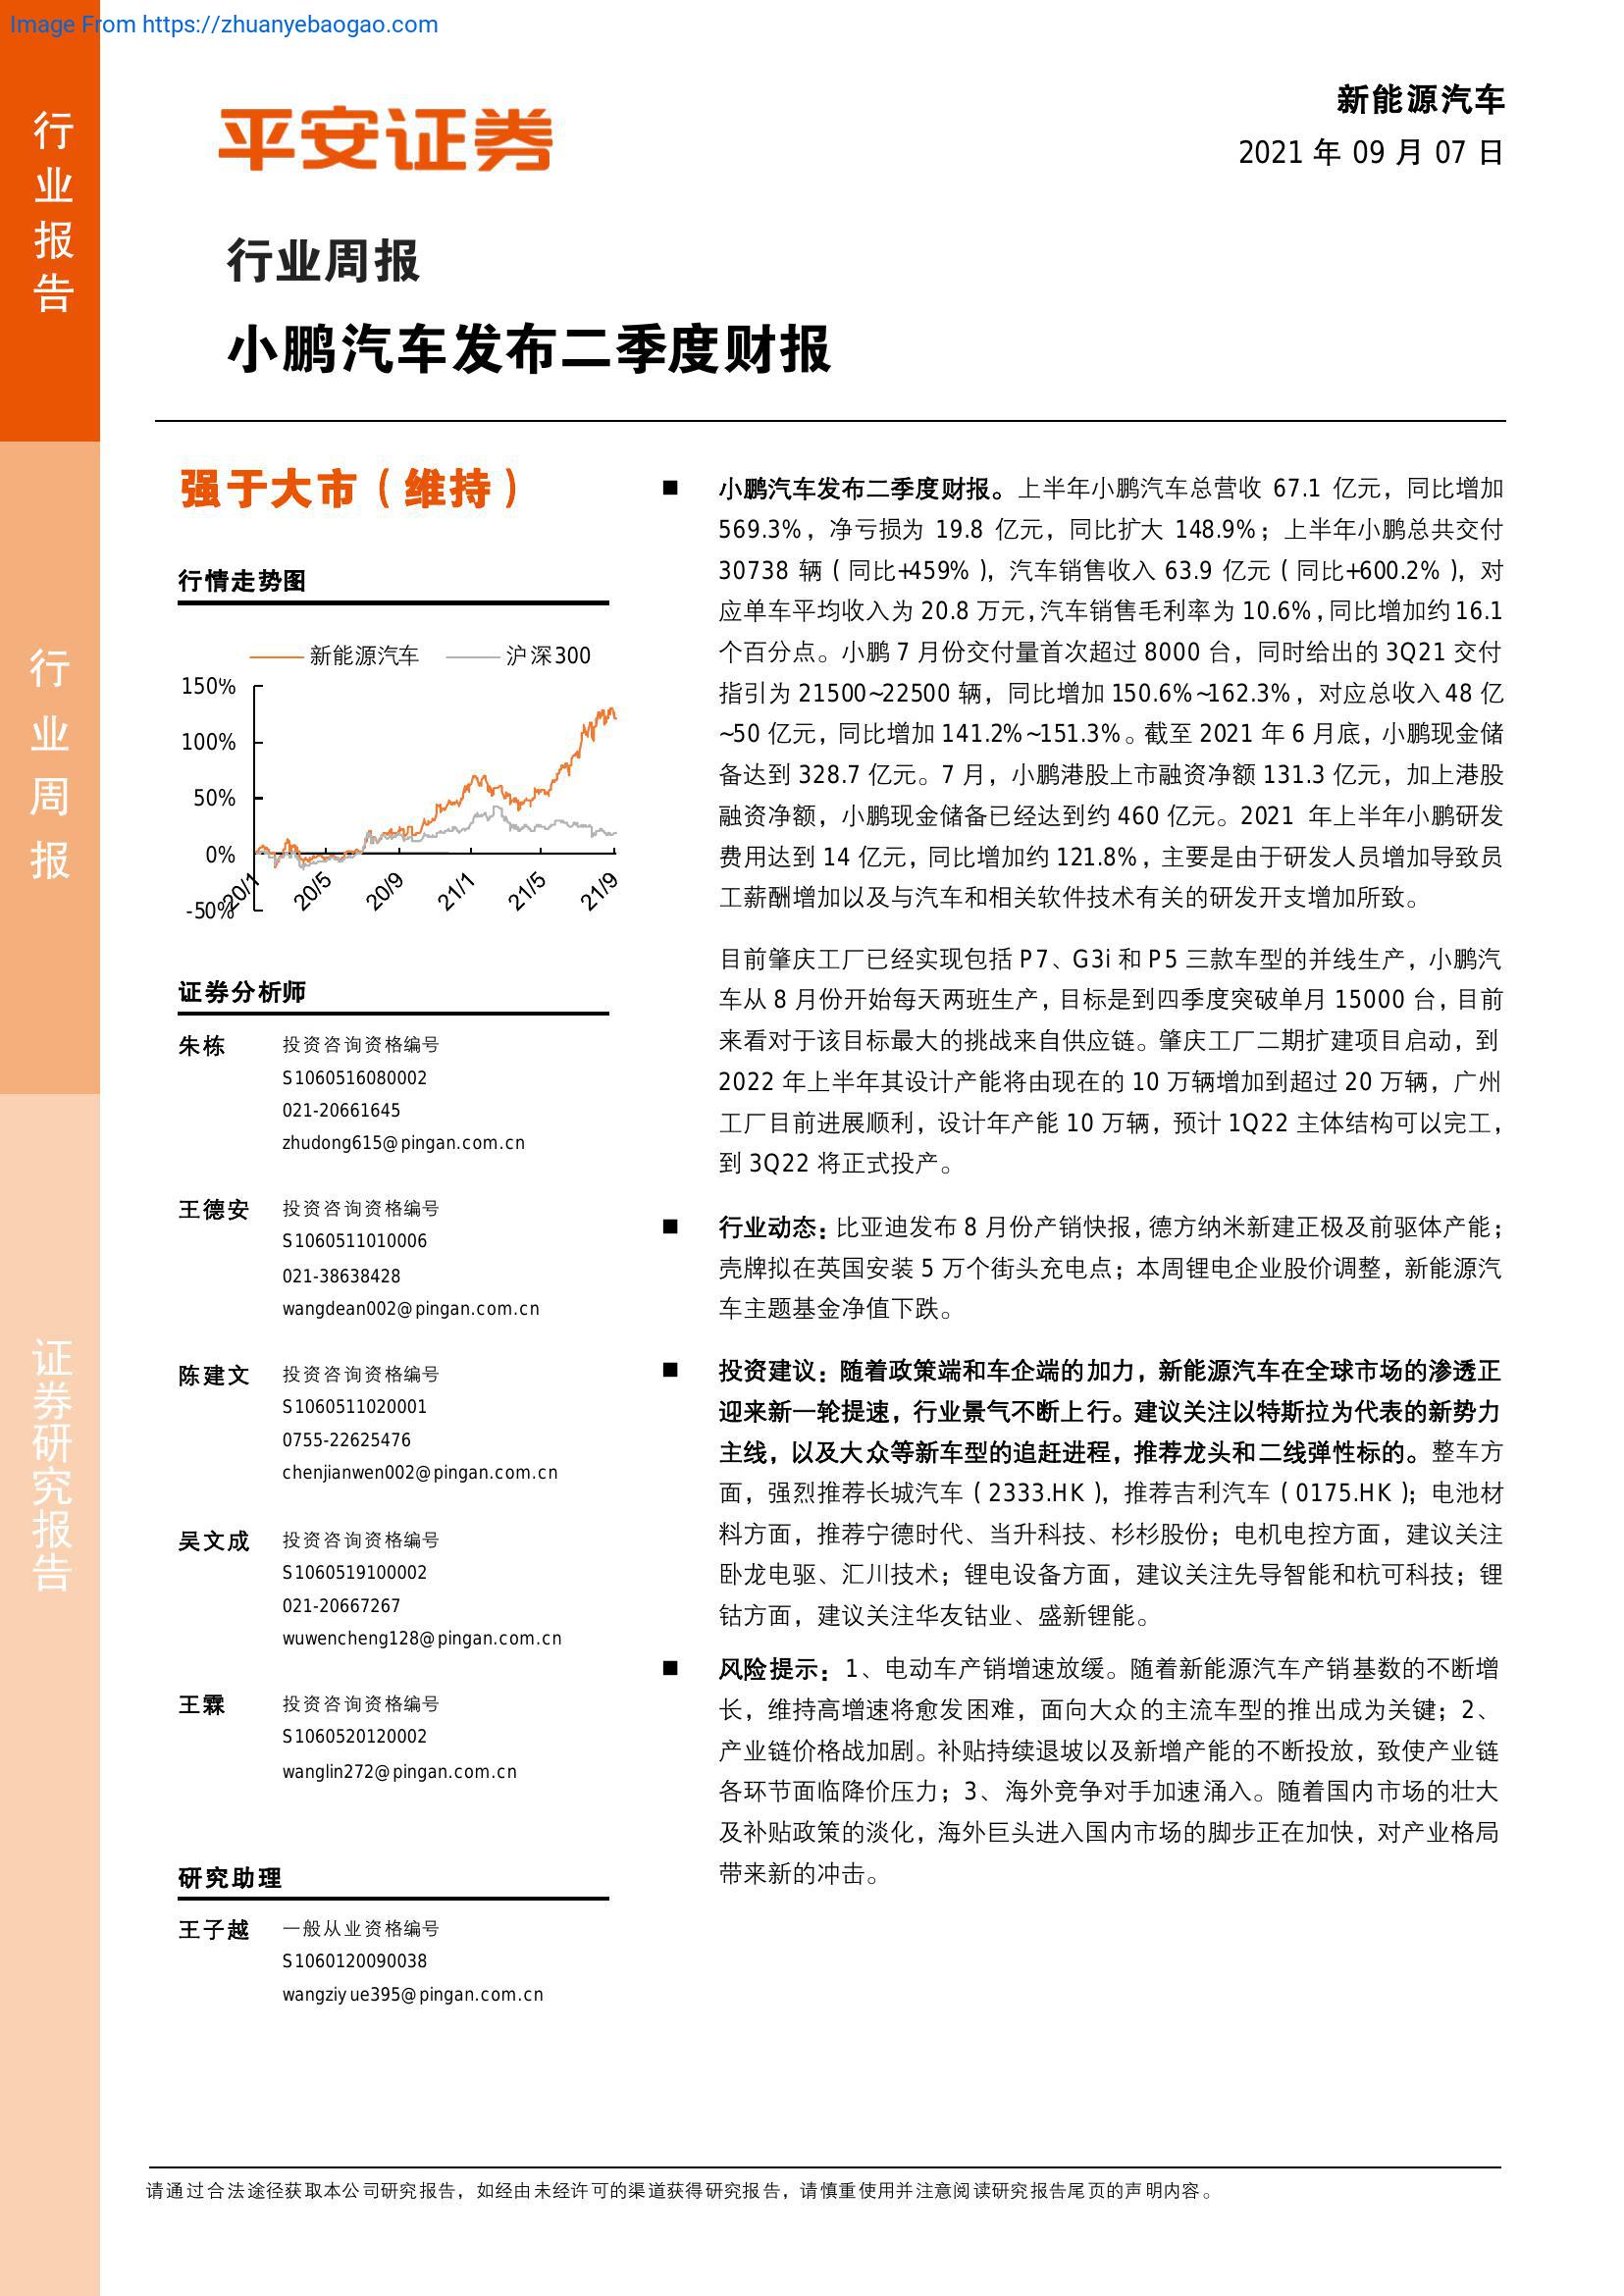 Image From https://zhuanyebaogao.com
行业报告
行业周报
证券研究报告
平安证券
新能源汽车
2021 年 09 月 07 日
行业周报
小鹏汽车发布二季度财报
强于大市（维持）
行情走势图
新能源汽车 沪深300
150%
100%
50%
0%
-50%
20/1 20/5 20/9 21/1 21/5 21/9
证券分析师
朱栋 投资咨询资格编号
S1060516080002
021-20661645
zhudong615@pingan.com.cn
王德安 投资咨询资格编号
S1060511010006
021-38638428
wangdean002@pingan.com.cn
陈建文 投资咨询资格编号
S1060511020001
0755-22625476
chenjianwen002@pingan.com.cn
吴文成 投资咨询资格编号
S1060519100002
021-20667267
wuwencheng128@pingan.com.cn
王霖 投资咨询资格编号
S1060520120002
wanglin272@pingan.com.cn
研究助理
王子越 一般从业资格编号
S1060120090038
wangziyue395@pingan.com.cn
■ 小鹏汽车发布二季度财报。上半年小鹏汽车总营收 67.1 亿元，同比增加
569.3%，净亏损为 19.8 亿元，同比扩大 148.9%；上半年小鹏总共交付
30738 辆（同比+459%），汽车销售收入 63.9 亿元（同比+600.2%），对
应单车平均收入为 20.8 万元，汽车销售毛利率为 10.6%，同比增加约 16.1
个百分点。小鹏 7 月份交付量首次超过 8000 台，同时给出的 3Q21 交付
指引为 21500~22500 辆，同比增加 150.6%~162.3%，对应总收入 48 亿
~50 亿元，同比增加 141.2%~151.3%。截至 2021 年 6 月底，小鹏现金储
备达到 328.7 亿元。7 月，小鹏港股上市融资净额 131.3 亿元，加上港股
融资净额，小鹏现金储备已经达到约 460 亿元。2021 年上半年小鹏研发
费用达到 14 亿元，同比增加约 121.8%，主要是由于研发人员增加导致员
工薪酬增加以及与汽车和相关软件技术有关的研发开支增加所致。
目前肇庆工厂已经实现包括 P7、G3i 和 P5 三款车型的并线生产，小鹏汽
车从 8 月份开始每天两班生产，目标是到四季度突破单月 15000 台，目前
来看对于该目标最大的挑战来自供应链。肇庆工厂二期扩建项目启动，到
2022 年上半年其设计产能将由现在的 10 万辆增加到超过 20 万辆，广州
工厂目前进展顺利，设计年产能 10 万辆，预计 1Q22 主体结构可以完工，
到 3Q22 将正式投产。
■ 行业动态：比亚迪发布 8 月份产销快报，德方纳米新建正极及前驱体产能；
壳牌拟在英国安装 5 万个街头充电点；本周锂电企业股价调整，新能源汽
车主题基金净值下跌。
■ 投资建议：随着政策端和车企端的加力，新能源汽车在全球市场的渗透正
迎来新一轮提速，行业景气不断上行。建议关注以特斯拉为代表的新势力
主线，以及大众等新车型的追赶进程，推荐龙头和二线弹性标的。整车方
面，强烈推荐长城汽车（2333.HK），推荐吉利汽车（0175.HK）；电池材
料方面，推荐宁德时代、当升科技、杉杉股份；电机电控方面，建议关注
卧龙电驱、汇川技术；锂电设备方面，建议关注先导智能和杭可科技；锂
钴方面，建议关注华友钴业、盛新锂能。
■ 风险提示：1、电动车产销增速放缓。随着新能源汽车产销基数的不断增
长，维持高增速将愈发困难，面向大众的主流车型的推出成为关键；2、
产业链价格战加剧。补贴持续退坡以及新增产能的不断投放，致使产业链
各环节面临降价压力；3、海外竞争对手加速涌入。随着国内市场的壮大
及补贴政策的淡化，海外巨头进入国内市场的脚步正在加快，对产业格局
带来新的冲击。
请通过合法途径获取本公司研究报告，如经由未经许可的渠道获得研究报告，请慎重使用并注意阅读研究报告尾页的声明内容。